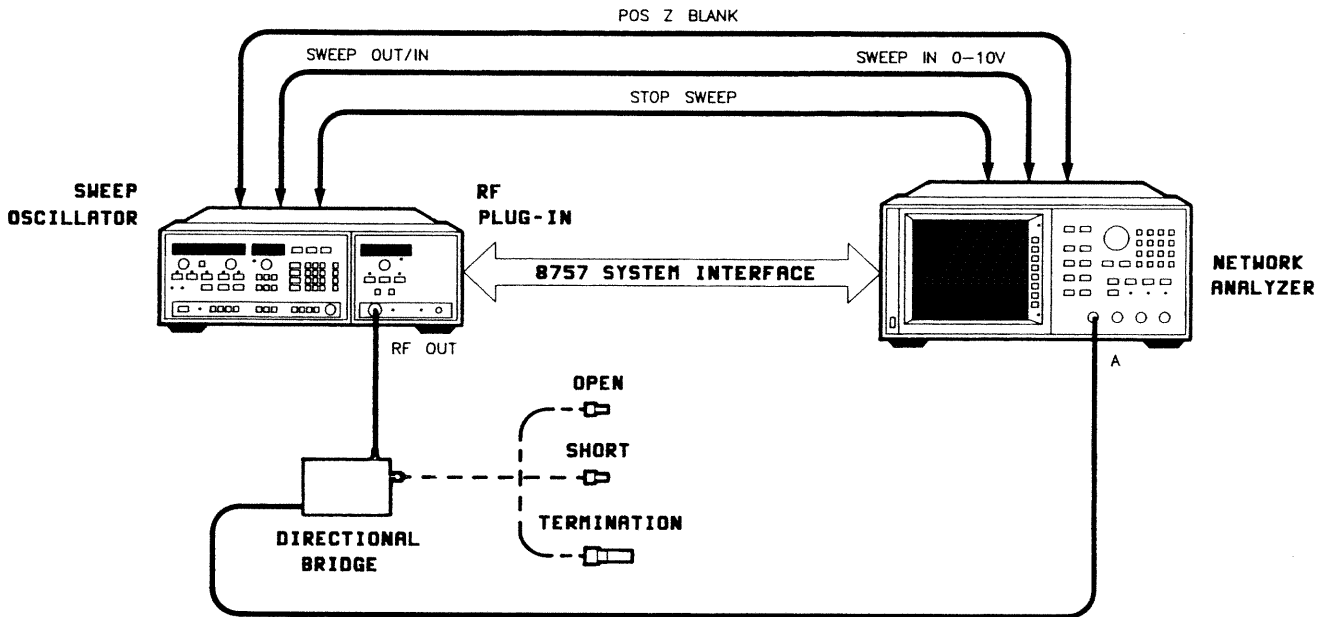 POS Z BLANK
SWEEP OUT/IN
SWEEP IN 0-10V
STOP SWEEP
SWEEP
OSCILLATOR
RF
PLUG-IN
8757 SYSTEM INTERFACE
NETWORK
ANALYZER
RF OUT
A
OPEN
SHORT
TERMINATION
DIRECTIONAL
BRIDGE